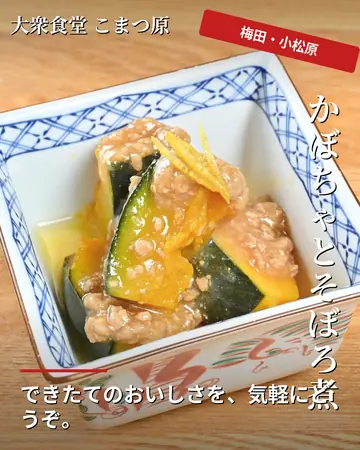 大衆食堂 こまつ原
梅田・小松原
かぼちゃとそぼろ煮
できたてのおいしさを、気軽に
うぞ。